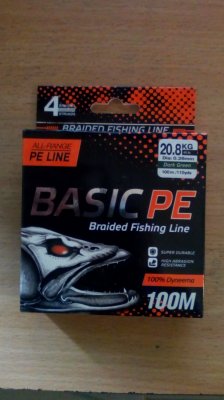 4
BRAIDED FISHING LINE
ALL-RANGE
PE LINE
20.8KG
Dia: 0.28mm
Dark Green
100m /110yds
BASIC PE
Braided Fishing Line
SUPER DURABLE
HIGH ABRASION
RESISTANCE
100% Dyneema
100M